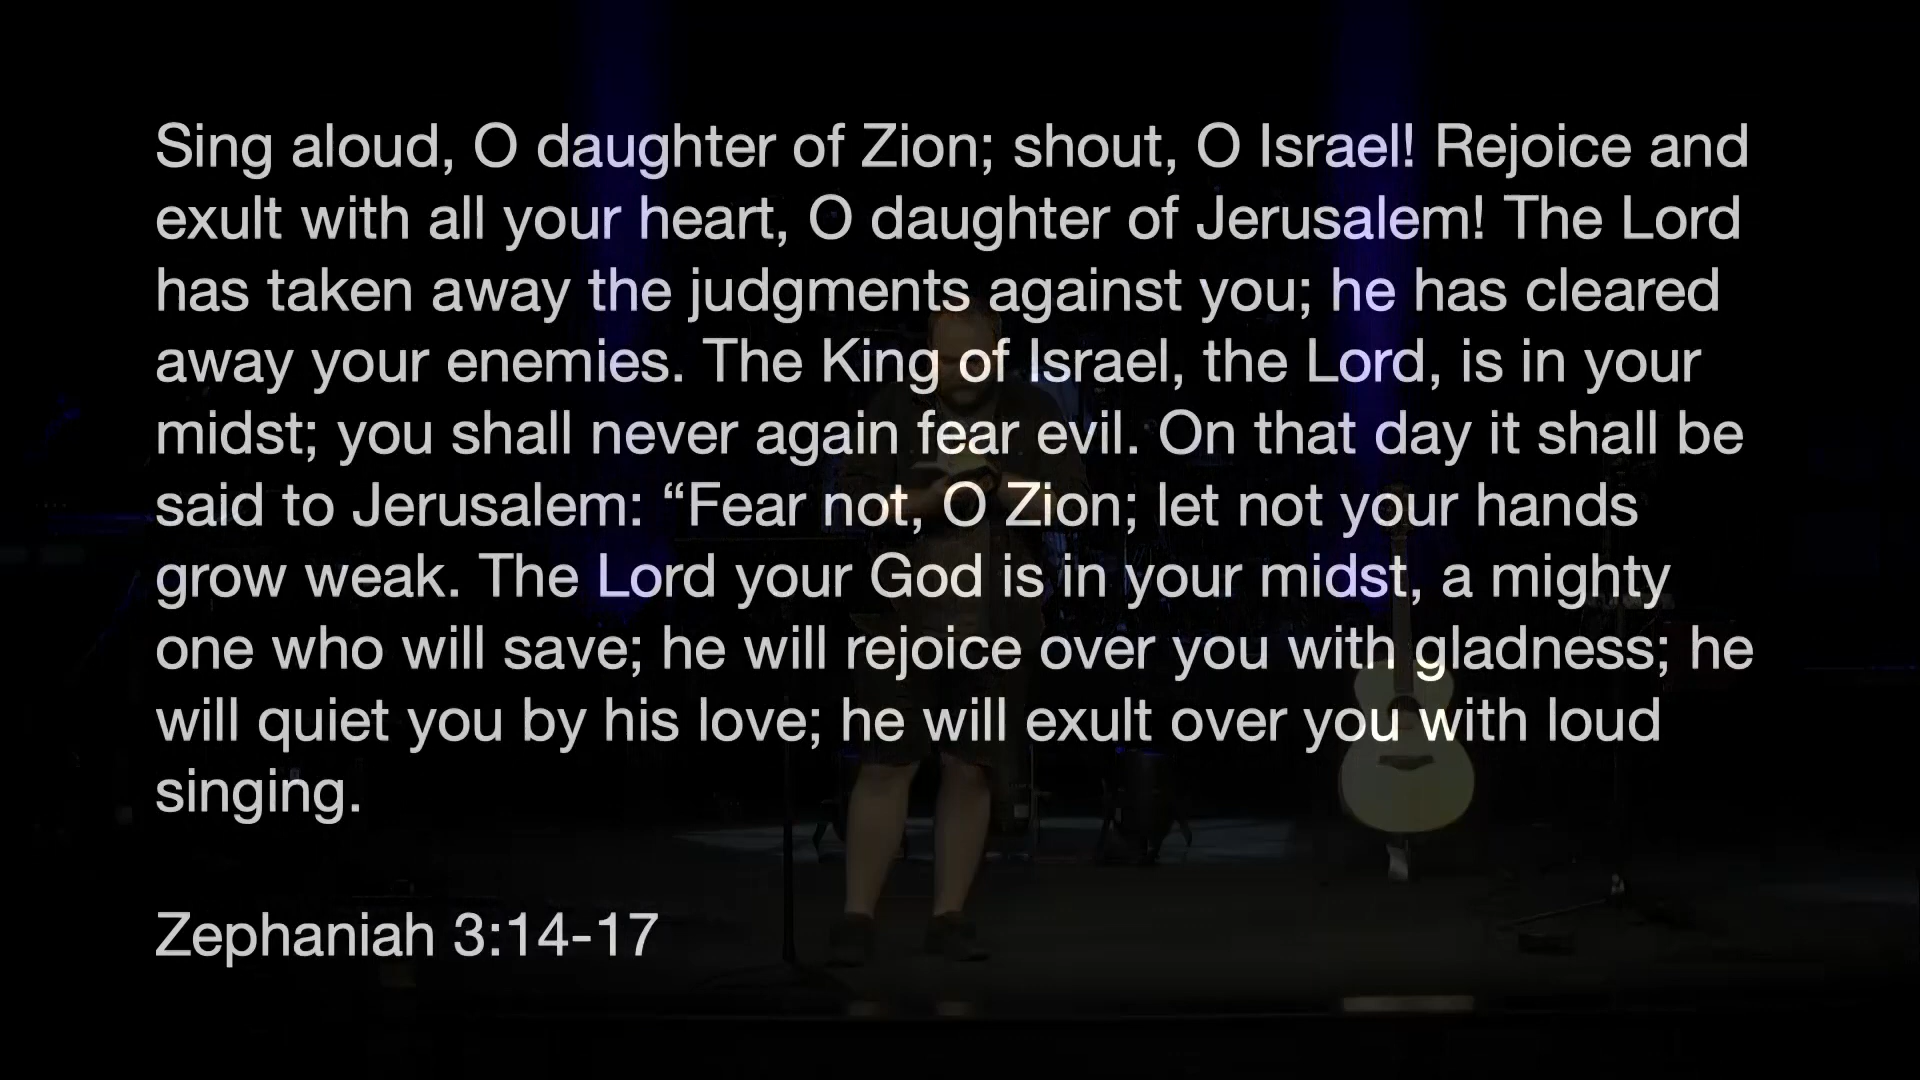 Sing aloud, O daughter of Zion; shout, O Israel! Rejoice and
exult with all your heart, O daughter of Jerusalem! The Lord
has taken away the judgments against you; he has cleared
away your enemies. The King of Israel, the Lord, is in your
midst; you shall never again fear evil. On that day it shall be
said to Jerusalem: “Fear not, O Zion; let not your hands
grow weak. The Lord your God is in your midst, a mighty
one who will save; he will rejoice over you with gladness; he
will quiet you by his love; he will exult over you with loud
singing.
Zephaniah 3:14-17